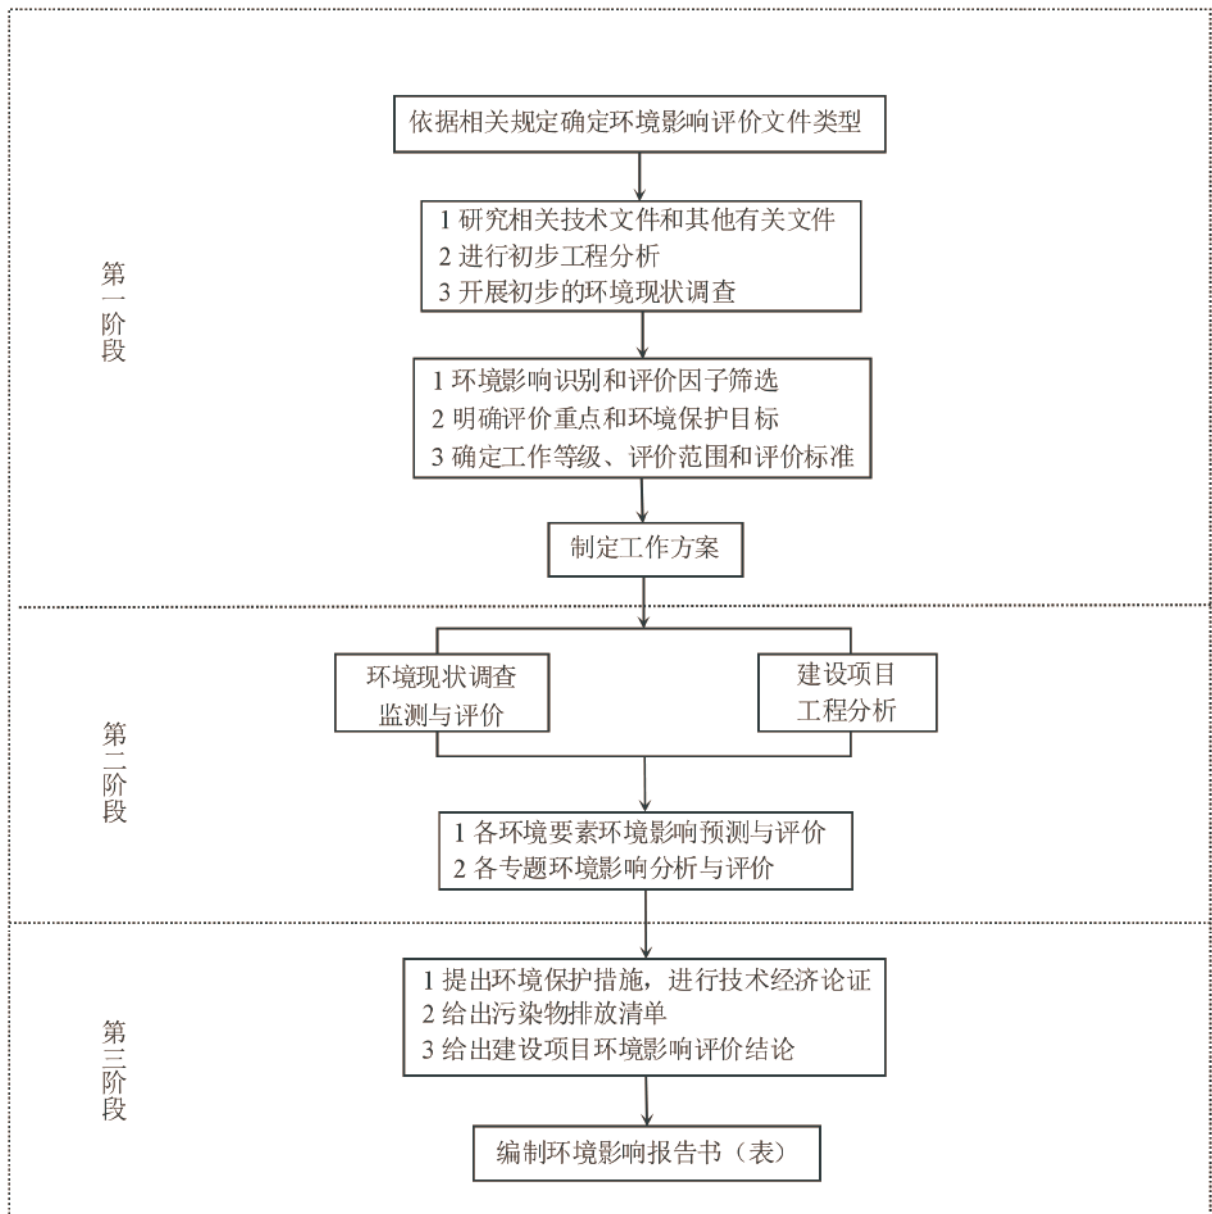 第一阶段
依据相关规定确定环境影响评价文件类型
1 研究相关技术文件和其他有关文件
2 进行初步工程分析
3 开展初步的环境现状调查
1 环境影响识别和评价因子筛选
2 明确评价重点和环境保护目标
3 确定工作等级、评价范围和评价标准
制定工作方案
第二阶段
环境现状调查
监测与评价
建设项目
工程分析
1 各环境要素环境影响预测与评价
2 各专题环境影响分析与评价
第三阶段
1 提出环境保护措施，进行技术经济论证
2 给出污染物排放清单
3 给出建设项目环境影响评价结论
编制环境影响报告书（表）